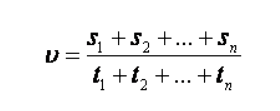 υ = (s₁ + s₂ + ... + sₙ) / (t₁ + t₂ + ... + tₙ)